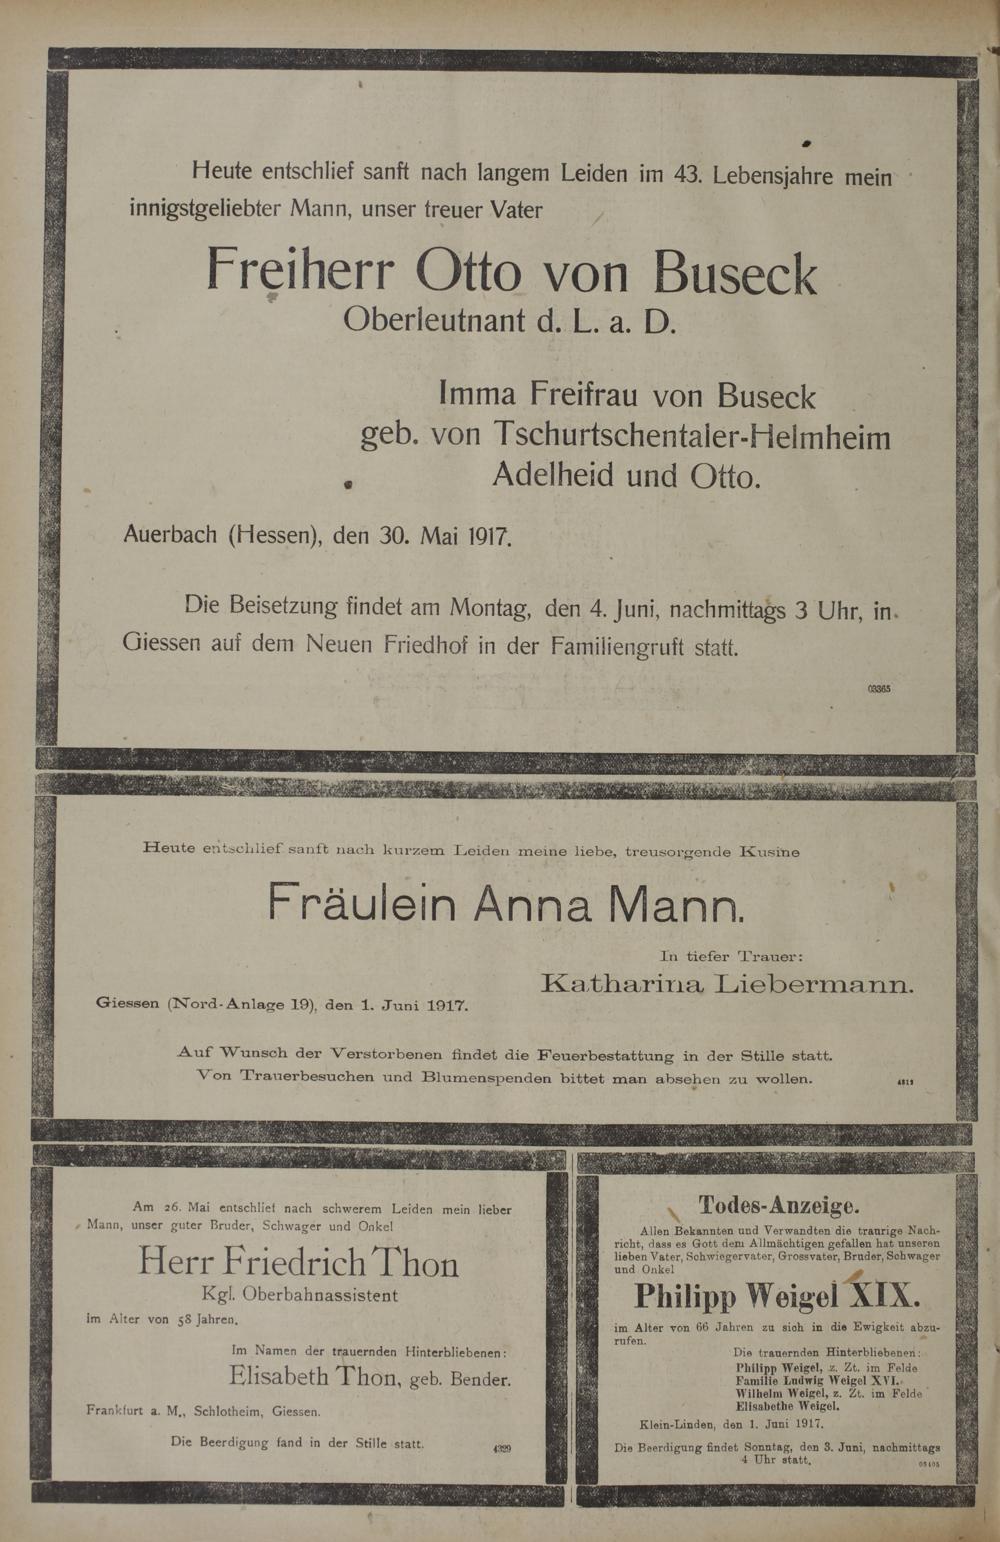 Heute entschlief sanft nach langem Leiden im 43. Lebensjahre mein
innigstgeliebter Mann, unser treuer Vater
Freiherr Otto von Buseck
Oberleutnant d. L. a. D.
Imma Freifrau von Buseck
geb. von Tschurtschentaler-Helmheim
Adelheid und Otto.
Auerbach (Hessen), den 30. Mai 1917.
Die Beisetzung findet am Montag, den 4. Juni, nachmittags 3 Uhr, in
Giessen auf dem Neuen Friedhof in der Familiengruft statt.
03365
Heute entschlief sanft nach kurzem Leiden meine liebe, treusorgende Kusine
Fräulein Anna Mann.
In tiefer Trauer:
Katharina Liebermann.
Giessen (Nord-Anlage 19), den 1. Juni 1917.
Auf Wunsch der Verstorbenen findet die Feuerbestattung in der Stille statt.
Von Trauerbesuchen und Blumenspenden bittet man absehen zu wollen.
Am 26. Mai entschlief nach schwerem Leiden mein lieber
Mann, unser guter Bruder, Schwager und Onkel
Herr Friedrich Thon
Kgl. Oberbahnassistent
im Alter von 58 Jahren.
Im Namen der trauernden Hinterbliebenen:
Elisabeth Thon, geb. Bender.
Frankfurt a. M., Schlotheim, Giessen.
Die Beerdigung fand in der Stille statt.
4329
Todes-Anzeige.
Allen Bekannten und Verwandten die traurige Nach-
richt, dass es Gott dem Allmächtigen gefallen hat unseren
lieben Vater, Schwiegervater, Grossvater, Bruder, Schwager
und Onkel
Philipp Weigel XIX.
im Alter von 66 Jahren zu sich in die Ewigkeit abzu-
rufen.
Die trauernden Hinterbliebenen:
Philipp Weigel, z. Zt. im Felde
Familie Ludwig Weigel XVI.
Wilhelm Weigel, z. Zt. im Felde
Elisabethe Weigel.
Klein-Linden, den 1. Juni 1917.
Die Beerdigung findet Sonntag, den 3. Juni, nachmittags
4 Uhr statt.